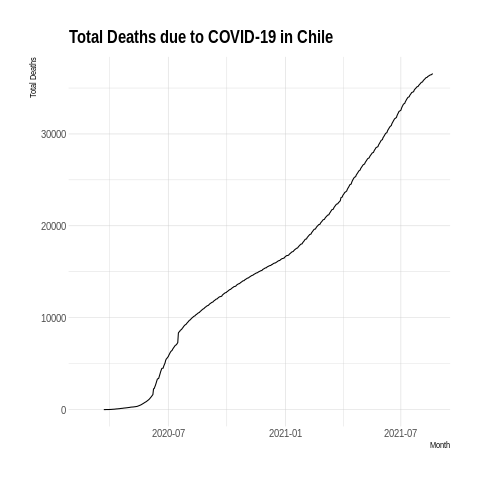 Total Deaths due to COVID-19 in Chile
Total Deaths
30000
20000
10000
0
2020-07
2021-01
2021-07
Month